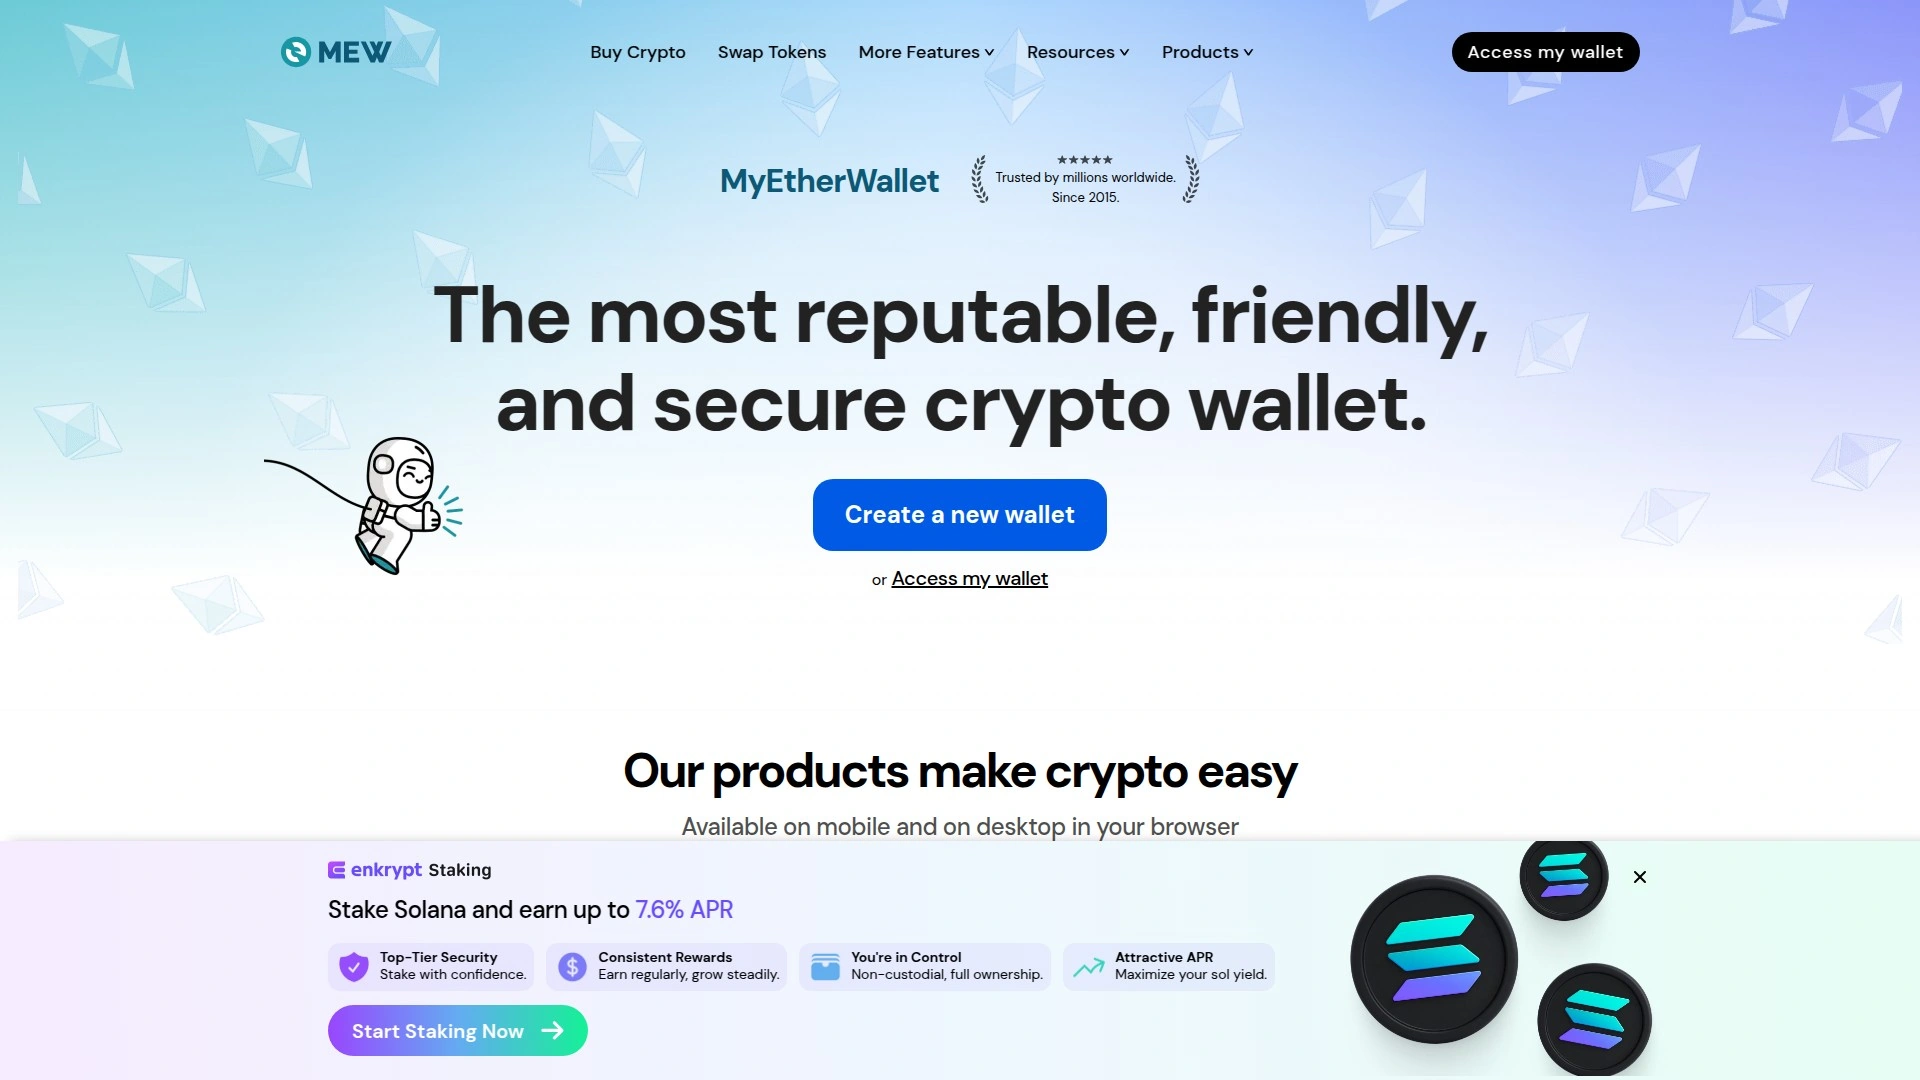 MEW
Buy Crypto
Swap Tokens
More Features
Resources
Products
Access my wallet
MyEtherWallet
Trusted by millions worldwide.
Since 2015.
The most reputable, friendly,
and secure crypto wallet.
Create a new wallet
or Access my wallet
Our products make crypto easy
Available on mobile and on desktop in your browser
enkrypt Staking
Stake Solana and earn up to 7.6% APR
Top-Tier Security
Stake with confidence.
Consistent Rewards
Earn regularly, grow steadily.
You're in Control
Non-custodial, full ownership.
Attractive APR
Maximize your sol yield.
Start Staking Now